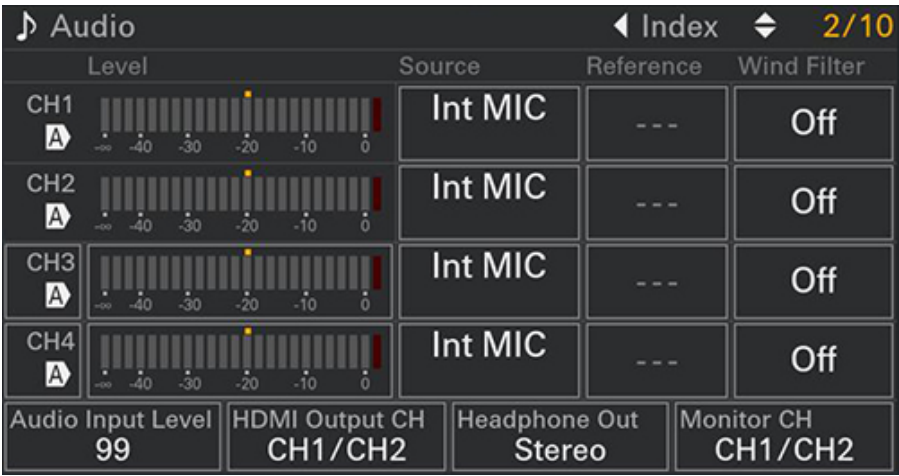 ♪ Audio ◀ Index 2/10
Level Source Reference Wind Filter
CH1 Int MIC --- Off
A -∞ -40 -30 -20 -10 0
CH2 Int MIC --- Off
A -∞ -40 -30 -20 -10 0
CH3 Int MIC --- Off
A -∞ -40 -30 -20 -10 0
CH4 Int MIC --- Off
A -∞ -40 -30 -20 -10 0
Audio Input Level HDMI Output CH Headphone Out Monitor CH
99 CH1/CH2 Stereo CH1/CH2